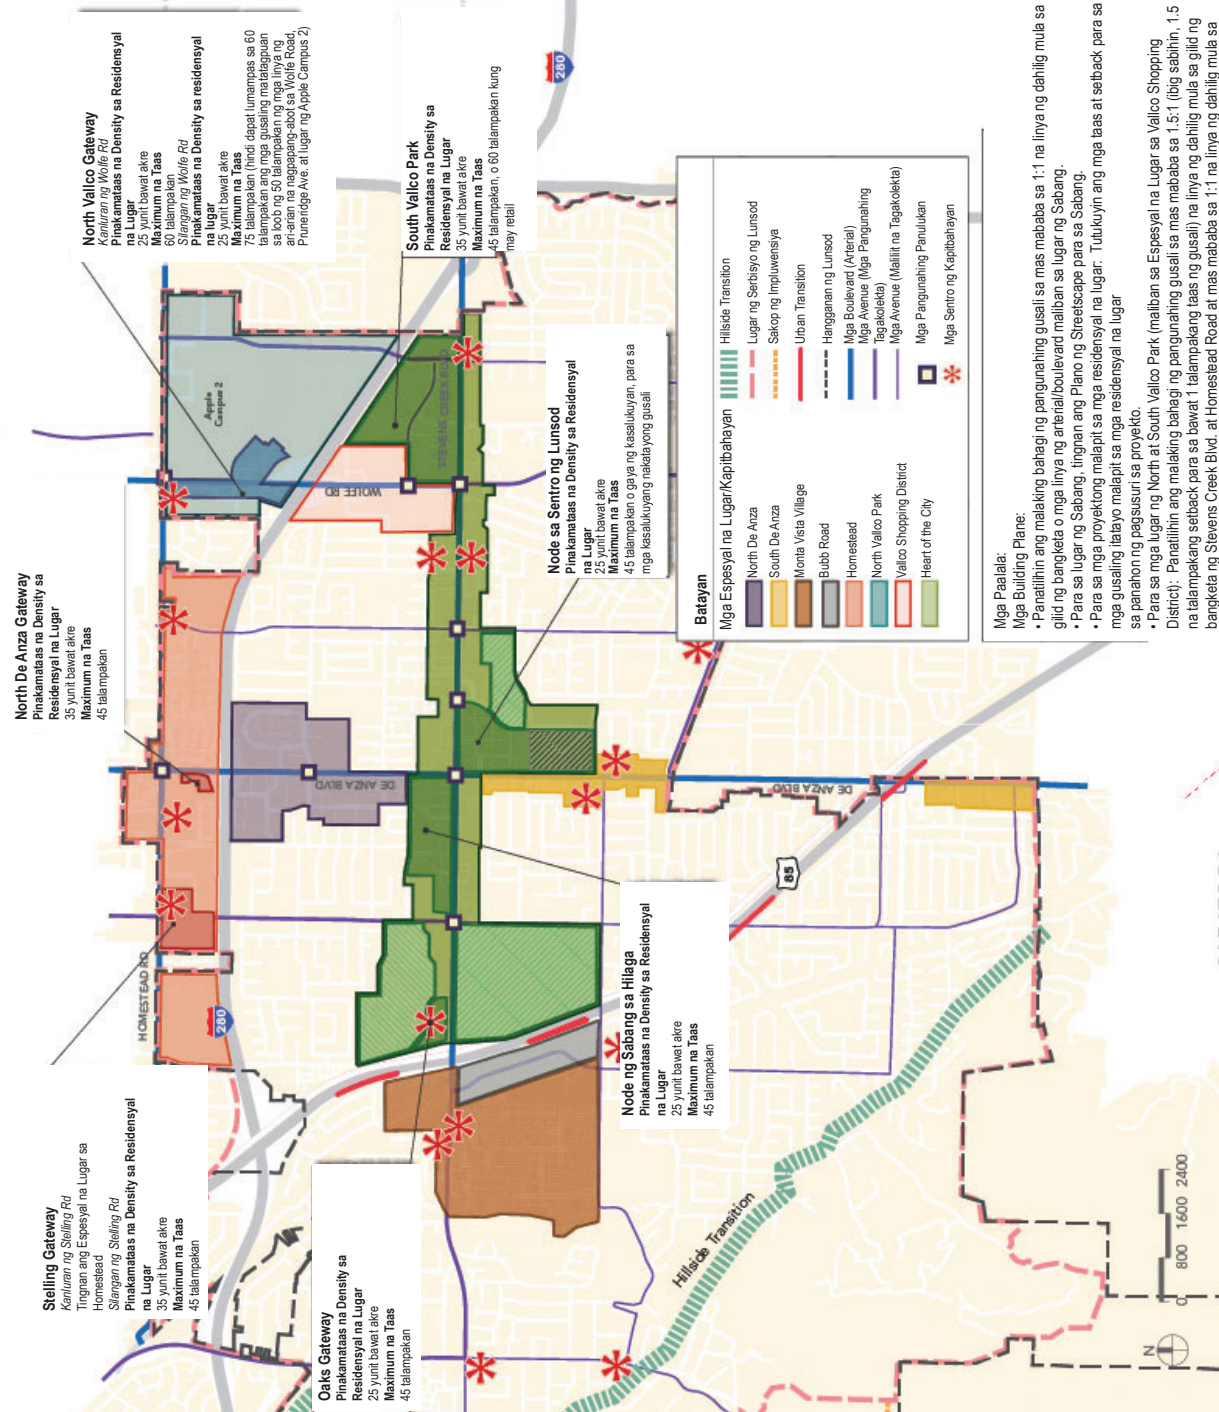 Stelling Gateway
Kanluran ng Stelling Rd
Tingnan ang Espesyal na Lugar sa
Homestead
Silangan ng Stelling Rd
Pinakamataas na Density sa Residensyal
na Lugar
35 yunit bawat akre
Maximum na Taas
45 talampakan
North De Anza Gateway
Pinakamataas na Density sa
Residensyal na Lugar
35 yunit bawat akre
Maximum na Taas
45 talampakan
North Vallco Gateway
Kanluran ng Wolfe Rd
Pinakamataas na Density sa Residensyal
na Lugar
25 yunit bawat akre
Maximum na Taas
60 talampakan
Silangan ng Wolfe Rd
Pinakamataas na Density sa residensyal
na lugar
25 yunit bawat akre
Maximum na Taas
75 talampakan (hindi dapat lumampas sa 60
talampakan ang mga gusaling matatagpuan
sa loob ng 50 talampakan ng mga linya ng
ari-arian na nagpapang-abot sa Wolfe Road,
Pruneridge Ave. at lugar ng Apple Campus 2)
South Vallco Park
Pinakamataas na Density sa
Residensyal na Lugar
35 yunit bawat akre
Maximum na Taas
45 talampakan, o 60 talampakan kung
may retail
HOMESTEAD RD
280
Apple
Campus 2
WOLFE RD
STEVENS CREEK BLVD
280
DE ANZA BLVD
Oaks Gateway
Pinakamataas na Density sa
Residensyal na Lugar
25 yunit bawat akre
Maximum na Taas
45 talampakan
Node sa Sentro ng Lunsod
Pinakamataas na Density sa Residensyal
na Lugar
25 yunit bawat akre
Maximum na Taas
45 talampakan o gaya ng kasalukuyan, para sa
mga kasalukuyang nakatayong gusali
Node ng Sabang sa Hilaga
Pinakamataas na Density sa Residensyal
na Lugar
25 yunit bawat akre
Maximum na Taas
45 talampakan
DE ANZA BLVD
85
Hillside Transition
Batayan
Mga Espesyal na Lugar/Kapitbahayan
North De Anza
South De Anza
Monta Vista Village
Bubb Road
Homestead
North Vallco Park
Vallco Shopping District
Heart of the City
Hillside Transition
Lugar ng Serbisyo ng Lunsod
Sakop ng Impluwensiya
Urban Transition
Hangganan ng Lunsod
Mga Boulevard (Arterial)
Mga Avenue (Mga Pangunahing
Tagakolekta)
Mga Avenue (Maliliit na Tagakolekta)
Mga Pangunahing Panulukan
Mga Sentro ng Kapitbahayan
Mga Paalala:
Mga Building Plane:
• Panatilihin ang malaking bahagi ng pangunahing gusali sa mas mababa sa 1:1 na linya ng dahilig mula sa
gilid ng bangketa o mga linya ng arterial/boulevard maliban sa lugar ng Sabang.
• Para sa lugar ng Sabang, tingnan ang Plano ng Streetscape para sa Sabang.
• Para sa mga proyektong malapit sa mga residensyal na lugar: Tutukuyin ang mga taas at setback para sa
mga gusaling itatayo malapit sa mga residensyal na lugar
sa panahon ng pagsusuri sa proyekto.
• Para sa mga lugar ng North at South Vallco Park (maliban sa Espesyal na Lugar sa Vallco Shopping
District): Panatilihin ang malaking bahagi ng pangunahing gusali sa mas mababa sa 1.5:1 (ibig sabihin, 1.5
na talampakang setback para sa bawat 1 talampakang taas ng gusali) na linya ng dahilig mula sa gilid ng
bangketa ng Stevens Creek Blvd. at Homestead Road at mas mababa sa 1:1 na linya ng dahilig mula sa
N
0 800 1600 2400